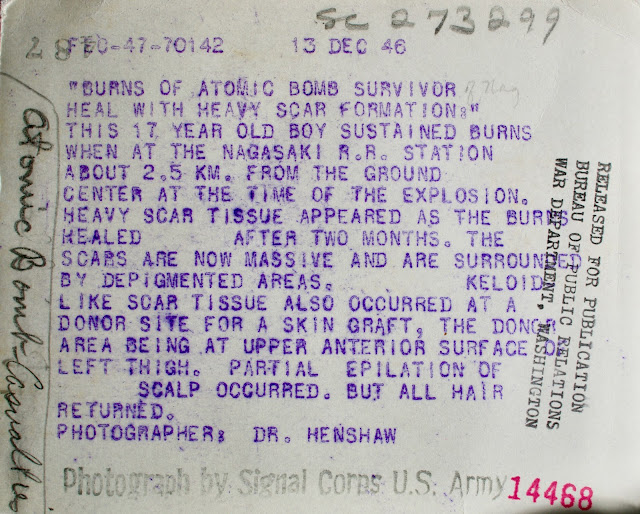 SC 273299
FEC-47-70142 13 DEC 46
"BURNS OF ATOMIC BOMB SURVIVOR
HEAL WITH HEAVY SCAR FORMATION:"
THIS 17 YEAR OLD BOY SUSTAINED BURNS
WHEN AT THE NAGASAKI R.R. STATION
ABOUT 2.5 KM. FROM THE GROUND
CENTER AT THE TIME OF THE EXPLOSION.
HEAVY SCAR TISSUE APPEARED AS THE BURNS
HEALED AFTER TWO MONTHS. THE
SCARS ARE NOW MASSIVE AND ARE SURROUNDED
BY DEPIGMENTED AREAS. KELOID
LIKE SCAR TISSUE ALSO OCCURRED AT A
DONOR SITE FOR A SKIN GRAFT, THE DONOR
AREA BEING AT UPPER ANTERIOR SURFACE OF
LEFT THIGH. PARTIAL EPILATION OF
SCALP OCCURRED. BUT ALL HAIR
RETURNED.
PHOTOGRAPHER: DR. HENSHAW
Photograph by Signal Corps U.S. Army
14468
Atomic Bomb-Casualties
RELEASED FOR PUBLICATION
BUREAU OF PUBLIC RELATIONS
WAR DEPARTMENT, WASHINGTON